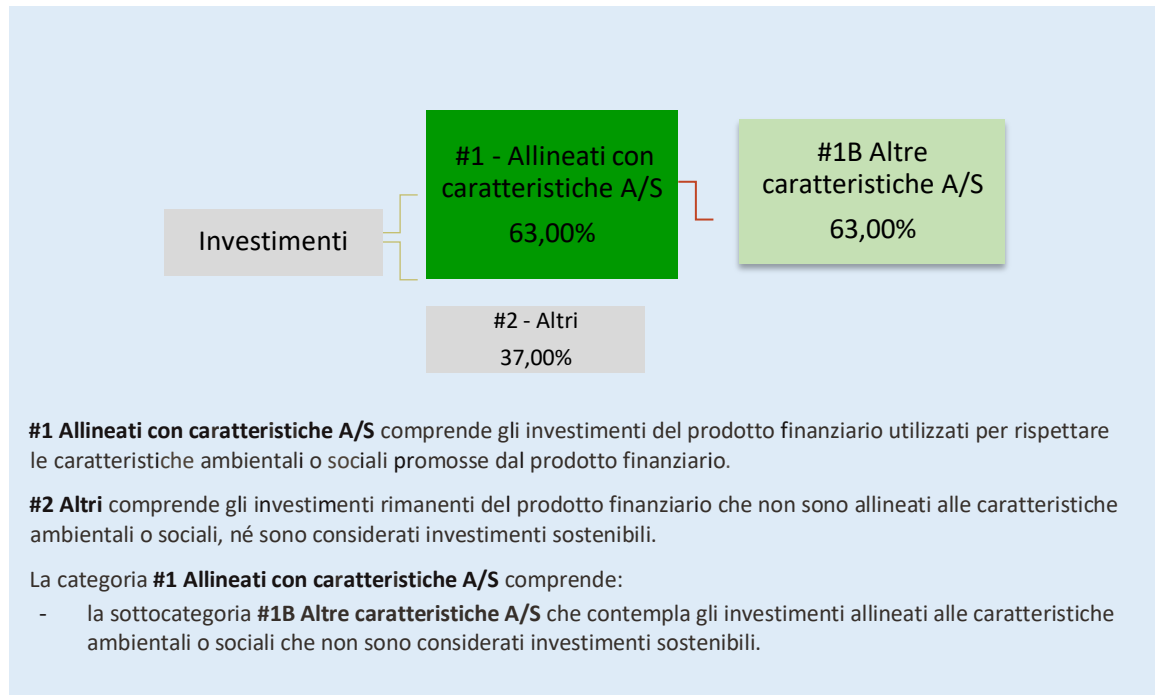 #1 - Allineati con
caratteristiche A/S
63,00%
#1B Altre
caratteristiche A/S
63,00%
Investimenti
#2 - Altri
37,00%
#1 Allineati con caratteristiche A/S comprende gli investimenti del prodotto finanziario utilizzati per rispettare
le caratteristiche ambientali o sociali promosse dal prodotto finanziario.
#2 Altri comprende gli investimenti rimanenti del prodotto finanziario che non sono allineati alle caratteristiche
ambientali o sociali, né sono considerati investimenti sostenibili.
La categoria #1 Allineati con caratteristiche A/S comprende:
- la sottocategoria #1B Altre caratteristiche A/S che contempla gli investimenti allineati alle caratteristiche
ambientali o sociali che non sono considerati investimenti sostenibili.